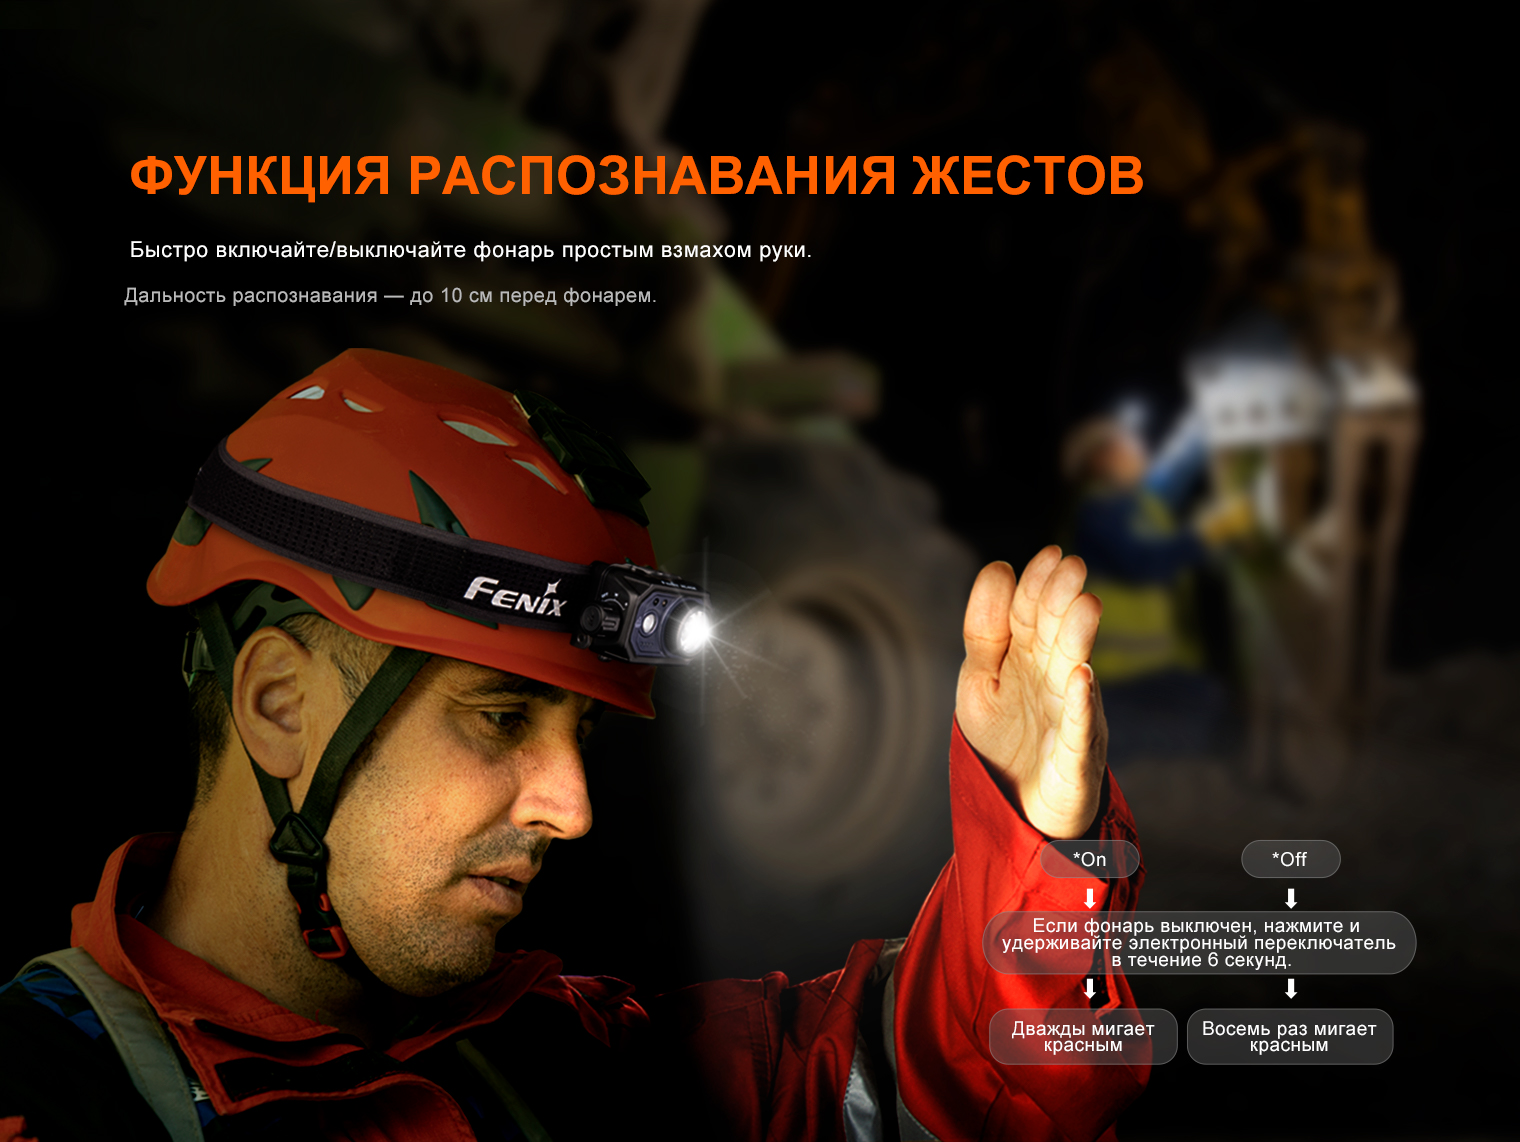 ФУНКЦИЯ РАСПОЗНАВАНИЯ ЖЕСТОВ
Быстро включайте/выключайте фонарь простым взмахом руки.
Дальность распознавания — до 10 см перед фонарем.
FENIX
*On
*Off
Если фонарь выключен, нажмите и
удерживайте электронный переключатель
в течение 6 секунд.
Дважды мигает
красным
Восемь раз мигает
красным